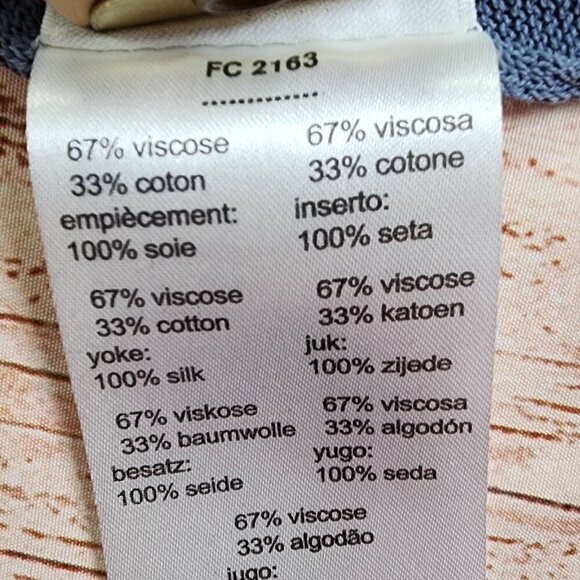 FC 2163
67% viscose
33% coton
empiècement:
100% soie
67% viscosa
33% cotone
inserto:
100% seta
67% viscose
33% cotton
yoke:
100% silk
67% viscose
33% katoen
juk:
100% zijede
67% viskose
33% baumwolle
besatz:
100% seide
67% viscosa
33% algodón
yugo:
100% seda
67% viscose
33% algodão
jugo: